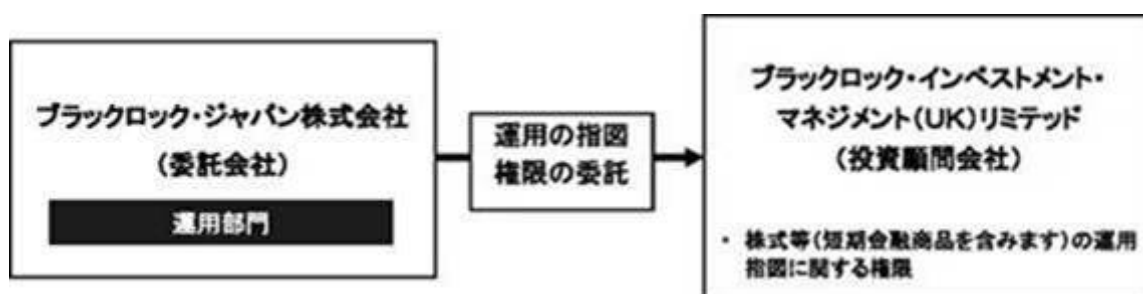 ブラックロック・ジャパン株式会社
(委託会社)
運用部門
運用の指図
権限の委託
ブラックロック・インベストメント・
マネジメント(UK)リミテッド
(投資顧問会社)
・ 株式等(短期金融商品を含みます)の運用
指図に関する権限